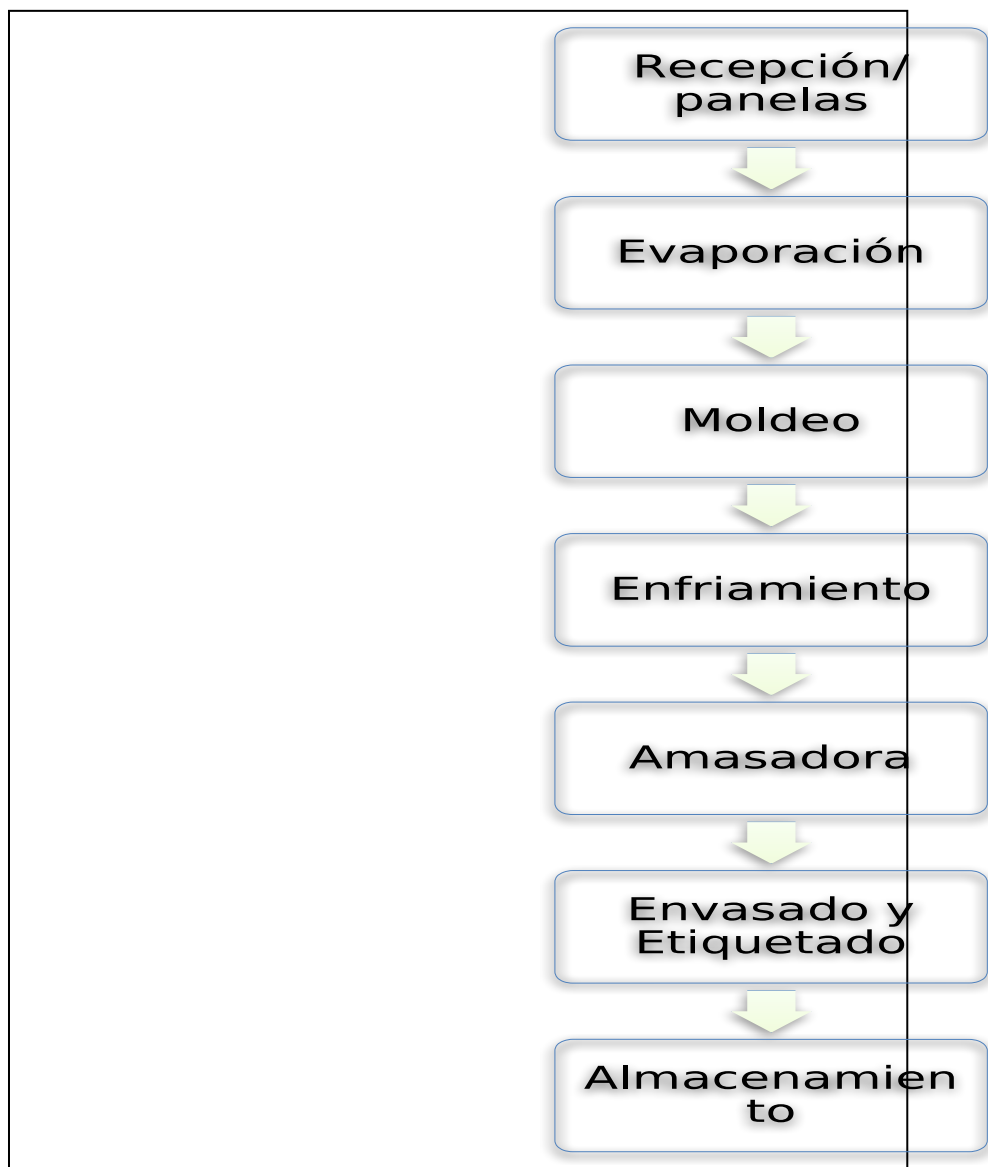 Recepción/
panelas
Evaporación
Moldeo
Enfriamiento
Amasadora
Envasado y
Etiquetado
Almacenamien
to